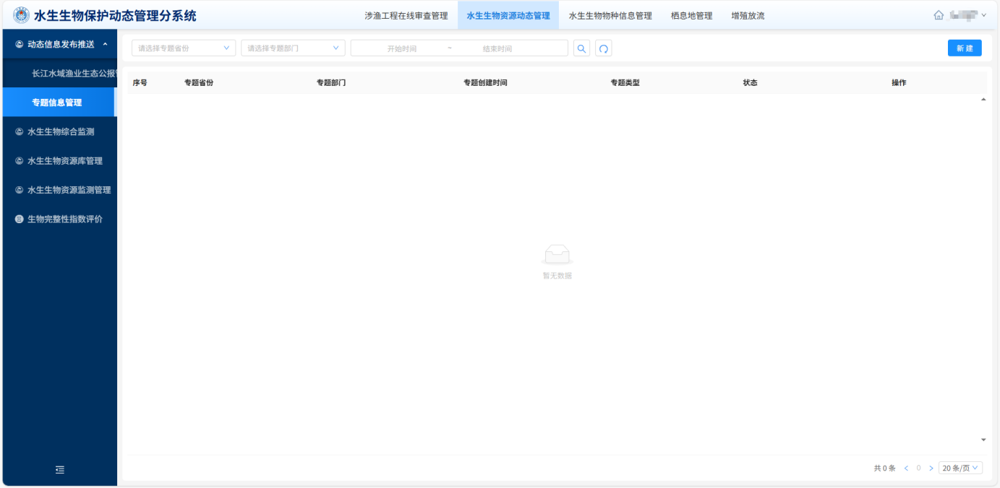 水生生物保护动态管理分系统
涉渔工程在线审查管理
水生生物资源动态管理
水生生物物种信息管理
栖息地管理
增殖放流
动态信息发布推送
长江水域渔业生态公报
专题信息管理
水生生物综合监测
水生生物资源库管理
水生生物资源监测管理
生物完整性指数评价
请选择专题省份
请选择专题部门
开始时间 ~ 结束时间
新建
序号 专题省份 专题部门 专题创建时间 专题类型 状态 操作
暂无数据
共 0 条 < 0 > 20 条/页